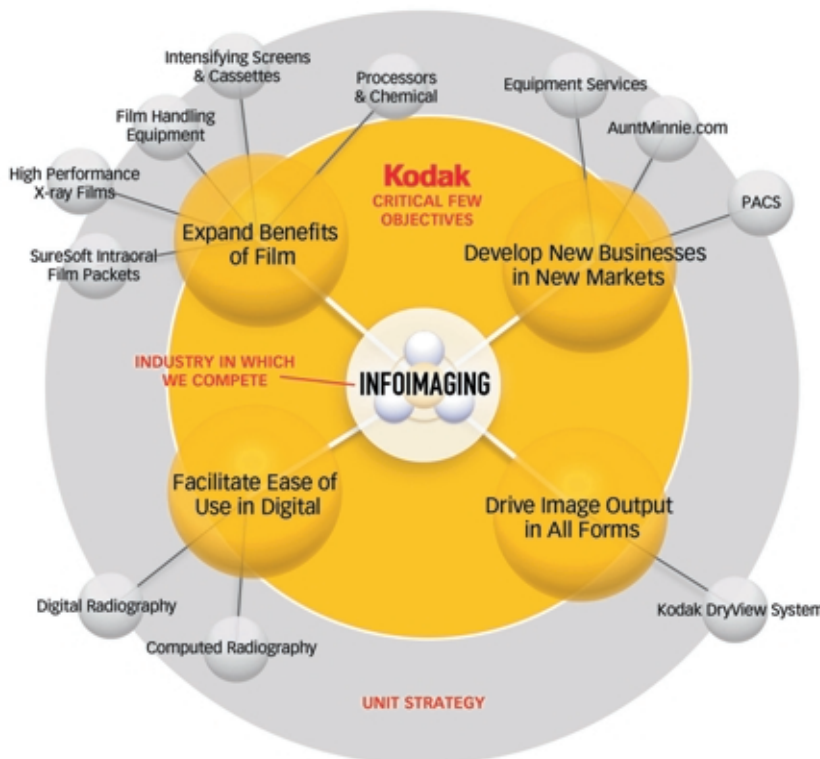 Intensifying Screens
& Cassettes
Processors
& Chemical
Equipment Services
Film Handling
Equipment
AuntMinnie.com
High Performance
X-ray Films
Kodak
CRITICAL FEW
OBJECTIVES
PACS
Expand Benefits
of Film
Develop New Businesses
in New Markets
SureSoft Intraoral
Film Packets
INDUSTRY IN WHICH
WE COMPETE
INFOIMAGING
Facilitate Ease of
Use in Digital
Drive Image Output
in All Forms
Digital Radiography
Computed Radiography
Kodak DryView System
UNIT STRATEGY